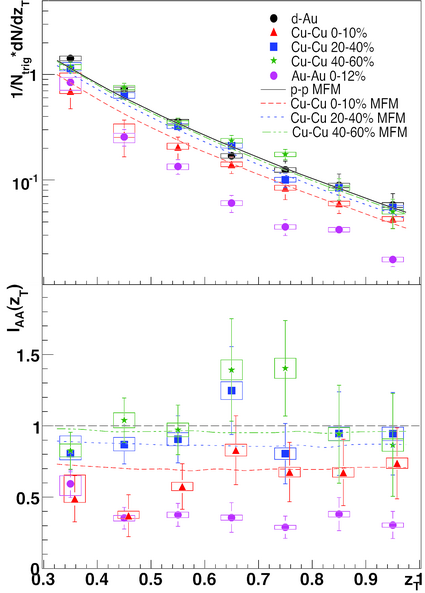 1/N_trig*dN/dz_T
d-Au
Cu-Cu 0-10%
Cu-Cu 20-40%
Cu-Cu 40-60%
Au-Au 0-12%
p-p MFM
Cu-Cu 0-10% MFM
Cu-Cu 20-40% MFM
Cu-Cu 40-60% MFM
1
10^-1
I_AA(z_T)
1.5
1
0.5
0
0.3 0.4 0.5 0.6 0.7 0.8 0.9 z_T 1